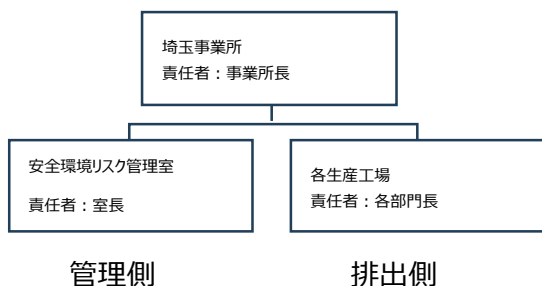 埼玉事業所
責任者：事業所長
安全環境リスク管理室
責任者：室長
各生産工場
責任者：各部門長
管理側
排出側